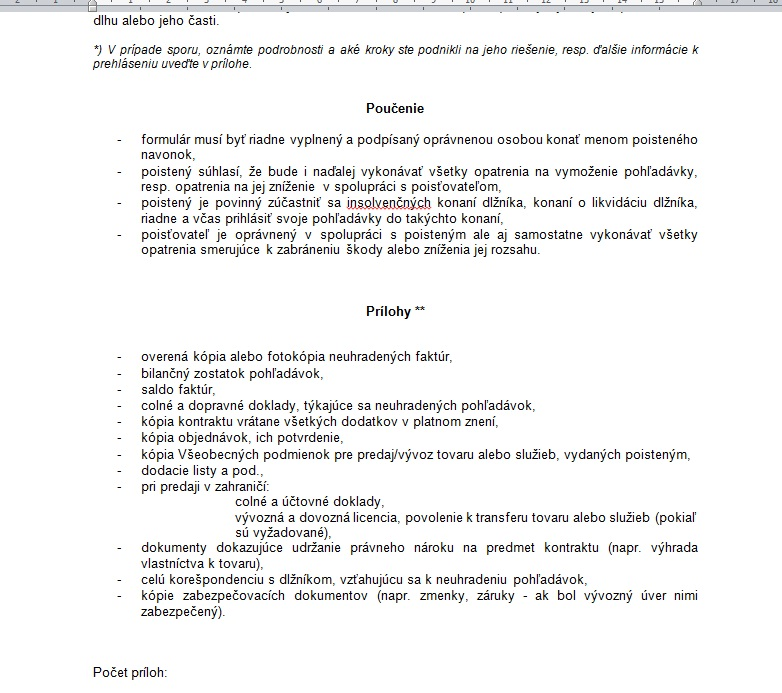 dlhu alebo jeho časti.
*) V prípade sporu, oznámte podrobnosti a aké kroky ste podnikli na jeho riešenie, resp. ďalšie informácie k
prehláseniu uveďte v prílohe.
Poučenie
- formulár musí byť riadne vyplnený a podpísaný oprávnenou osobou konať menom poisteného
navonok,
- poistený súhlasí, že bude i naďalej vykonávať všetky opatrenia na vymoženie pohľadávky,
resp. opatrenia na jej zníženie v spolupráci s poisťovateľom,
- poistený je povinný zúčastniť sa insolvenčných konaní dlžníka, konaní o likvidáciu dlžníka,
riadne a včas prihlásiť svoje pohľadávky do takýchto konaní,
- poisťovateľ je oprávnený v spolupráci s poisteným ale aj samostatne vykonávať všetky
opatrenia smerujúce k zabráneniu škody alebo zníženia jej rozsahu.
Prílohy **
- overená kópia alebo fotokópia neuhradených faktúr,
- bilančný zostatok pohľadávok,
- saldo faktúr,
- colné a dopravné doklady, týkajúce sa neuhradených pohľadávok,
- kópia kontraktu vrátane všetkých dodatkov v platnom znení,
- kópia objednávok, ich potvrdenie,
- kópia Všeobecných podmienok pre predaj/vývoz tovaru alebo služieb, vydaných poisteným,
- dodacie listy a pod.,
- pri predaji v zahraničí:
colné a účtovné doklady,
vývozná a dovozná licencia, povolenie k transferu tovaru alebo služieb (pokiaľ
sú vyžadované),
- dokumenty dokazujúce udržanie právneho nároku na predmet kontraktu (napr. výhrada
vlastníctva k tovaru),
- celú korešpondenciu s dlžníkom, vzťahujúcu sa k neuhradeniu pohľadávok,
- kópie zabezpečovacích dokumentov (napr. zmenky, záruky - ak bol vývozný úver nimi
zabezpečený).
Počet príloh: